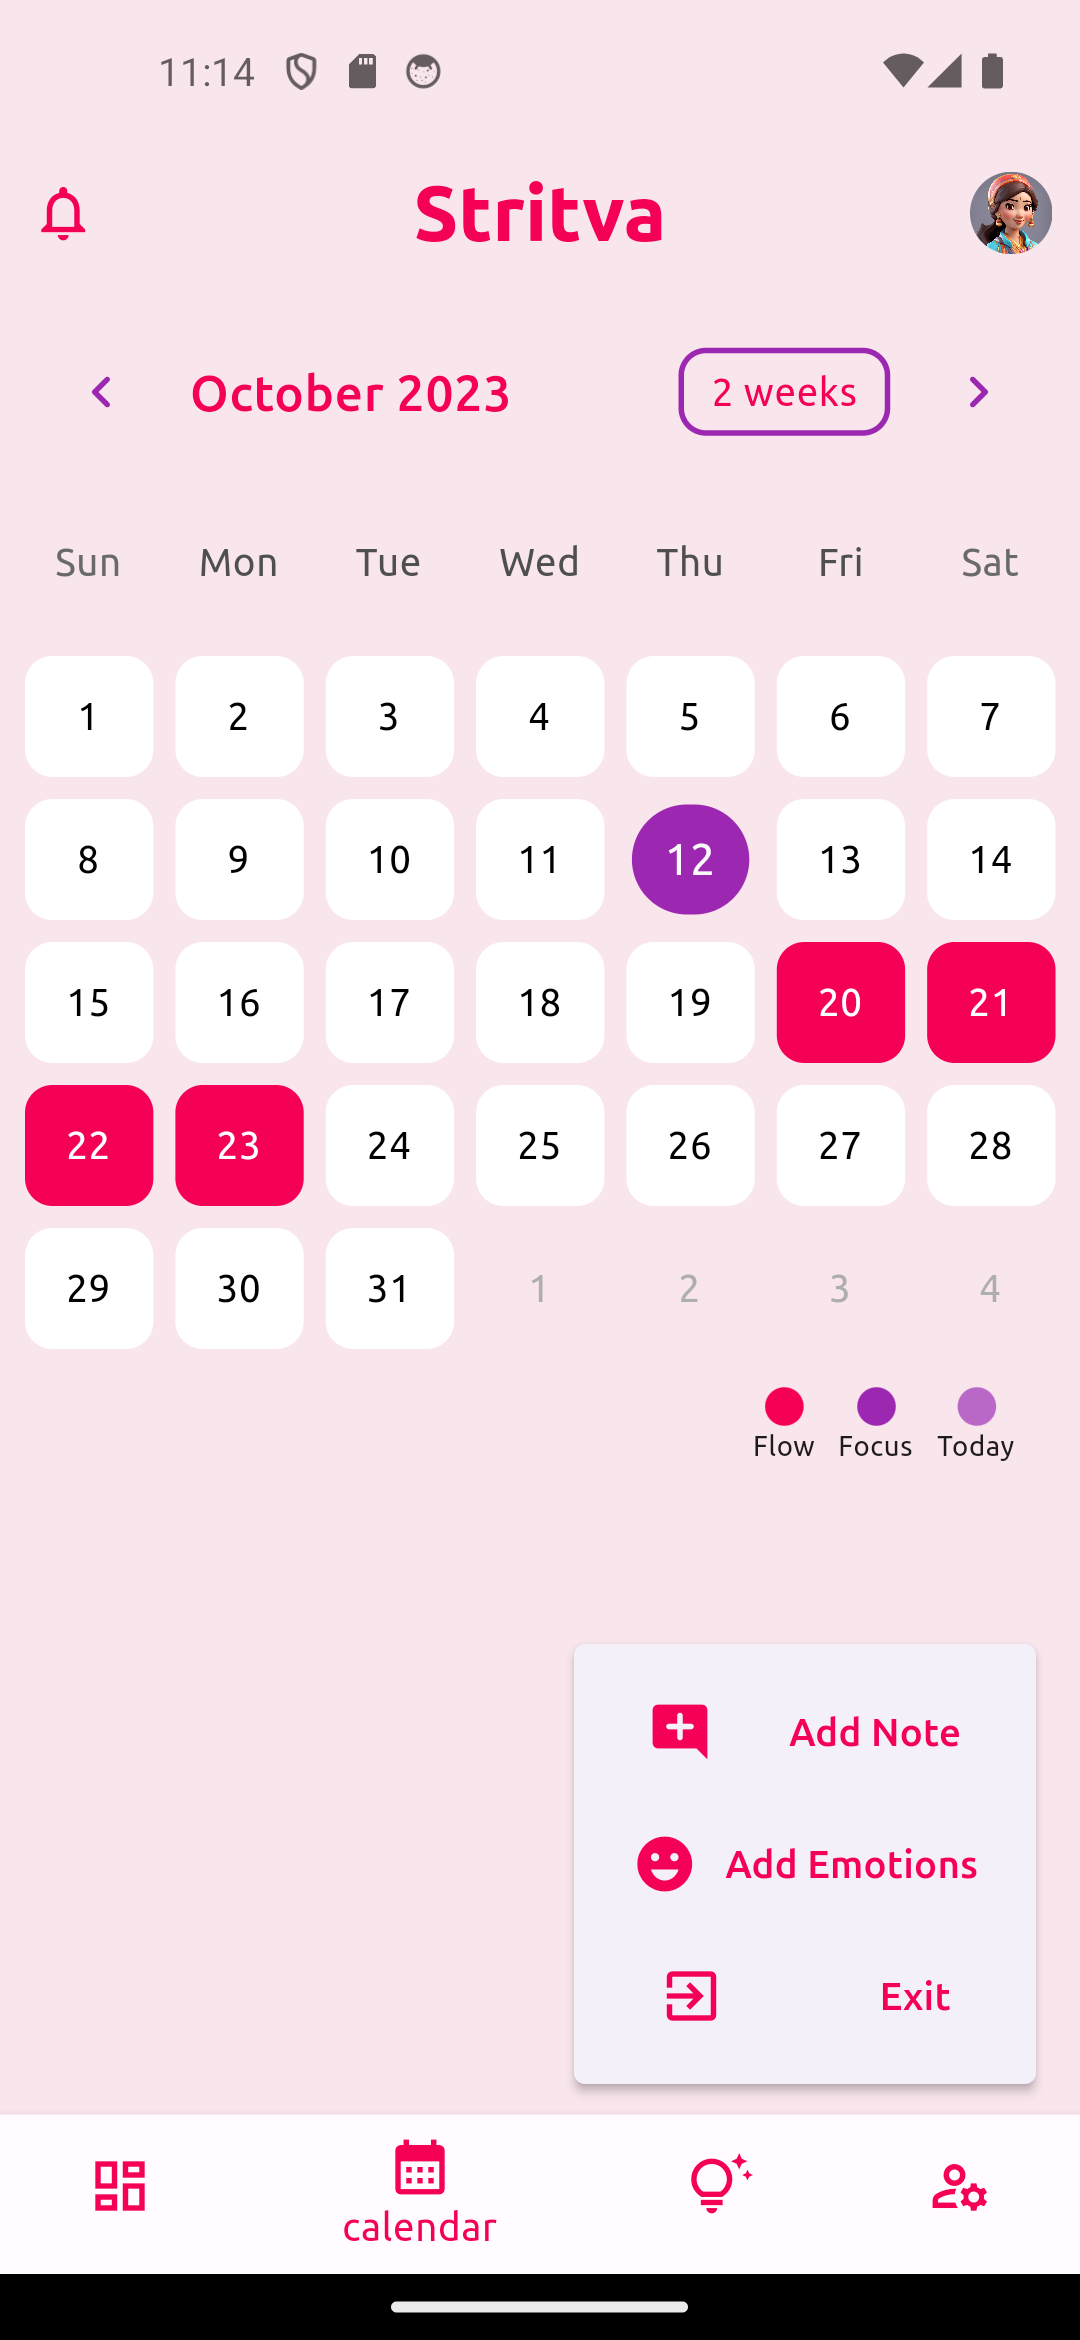 11:14
Stritva
October 2023 2 weeks
Sun Mon Tue Wed Thu Fri Sat
1 2 3 4 5 6 7
8 9 10 11 12 13 14
15 16 17 18 19 20 21
22 23 24 25 26 27 28
29 30 31 1 2 3 4
Flow Focus Today
Add Note
Add Emotions
Exit
calendar